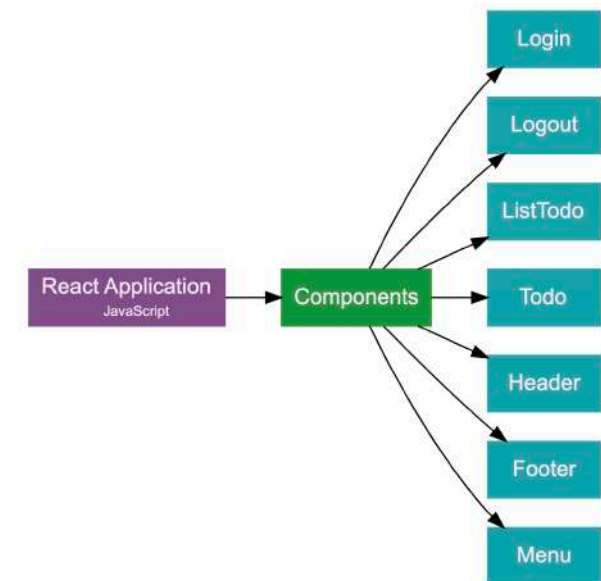 Login
Logout
ListTodo
React Application
JavaScript
Components
Todo
Header
Footer
Menu